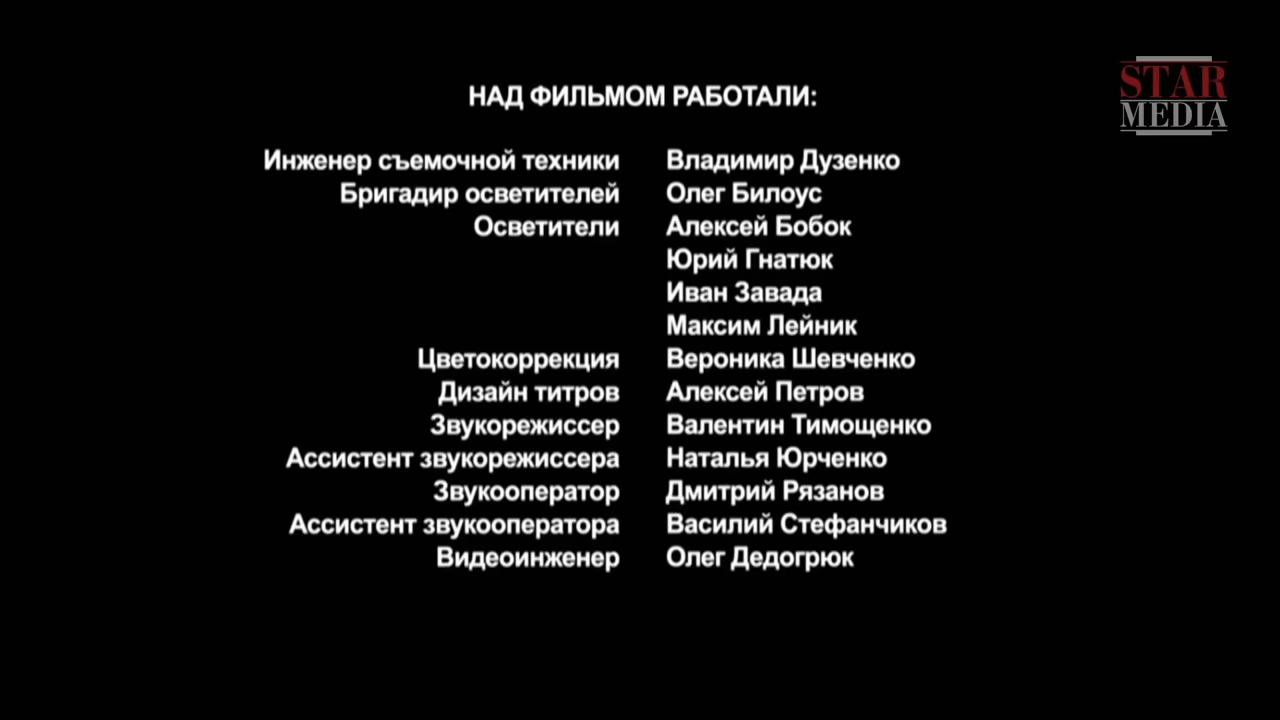 STAR
MEDIA
НАД ФИЛЬМОМ РАБОТАЛИ:
Инженер съемочной техники Владимир Дузенко
Бригадир осветителей Олег Билоус
Осветители Алексей Бобок
Юрий Гнатюк
Иван Завада
Максим Лейник
Цветокоррекция Вероника Шевченко
Дизайн титров Алексей Петров
Звукорежиссер Валентин Тимощенко
Ассистент звукорежиссера Наталья Юрченко
Звукооператор Дмитрий Рязанов
Ассистент звукооператора Василий Стефанчиков
Видеоинженер Олег Дедогрюк